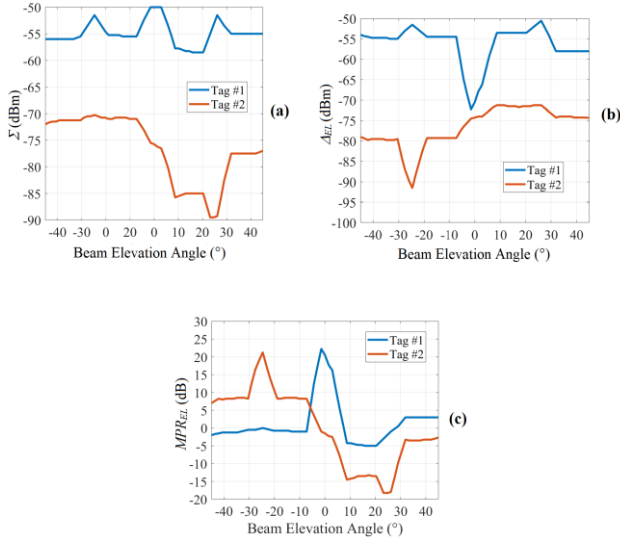 -50
-55
-60
-65
-70
-75
-80
-85
-90
Σ (dBm)
Tag #1
Tag #2
-40 -30 -20 -10 0 10 20 30 40
Beam Elevation Angle (°)
(a)
-50
-55
-60
-65
-70
-75
-80
-85
-90
-95
-100
Δ_EL (dBm)
Tag #1
Tag #2
-40 -30 -20 -10 0 10 20 30 40
Beam Elevation Angle (°)
(b)
30
25
20
15
10
5
0
-5
-10
-15
-20
MPR_EL (dB)
Tag #1
Tag #2
-40 -30 -20 -10 0 10 20 30 40
Beam Elevation Angle (°)
(c)